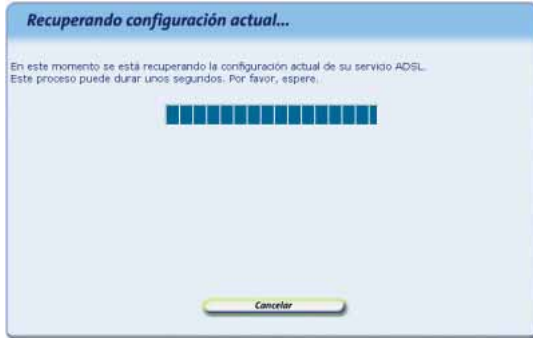 Recuperando configuración actual...
En este momento se está recuperando la configuración actual de su servicio ADSL.
Este proceso puede durar unos segundos. Por favor, espere.
Cancelar